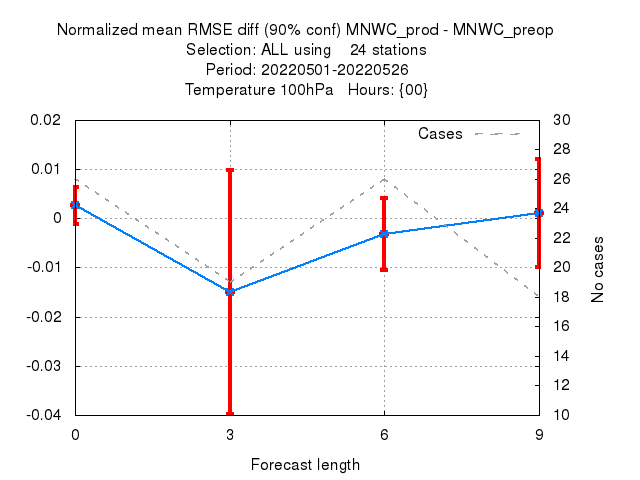 Normalized mean RMSE diff (90% conf) MNWC_prod - MNWC_preop
Selection: ALL using    24 stations
Period: 20220501-20220526
Temperature 100hPa   Hours: {00}
Cases
0.02
0.01
0
-0.01
-0.02
-0.03
-0.04
30
28
26
24
22
20
18
16
14
12
10
No cases
0 3 6 9
Forecast length